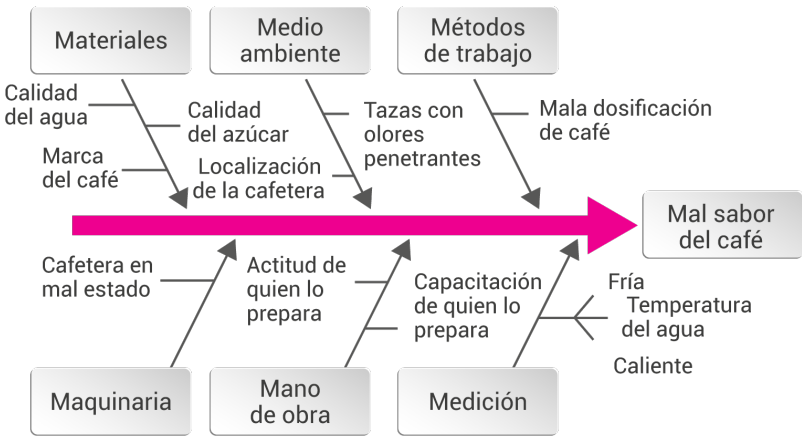 Materiales
Medio
ambiente
Métodos
de trabajo
Calidad
del agua
Calidad
del azúcar
Marca
del café
Localización
de la cafetera
Tazas con
olores
penetrantes
Mala dosificación
de café
Mal sabor
del café
Cafetera en
mal estado
Actitud de
quien lo
prepara
Capacitación
de quien lo
prepara
Fría
Temperatura
del agua
Caliente
Maquinaria
Mano
de obra
Medición